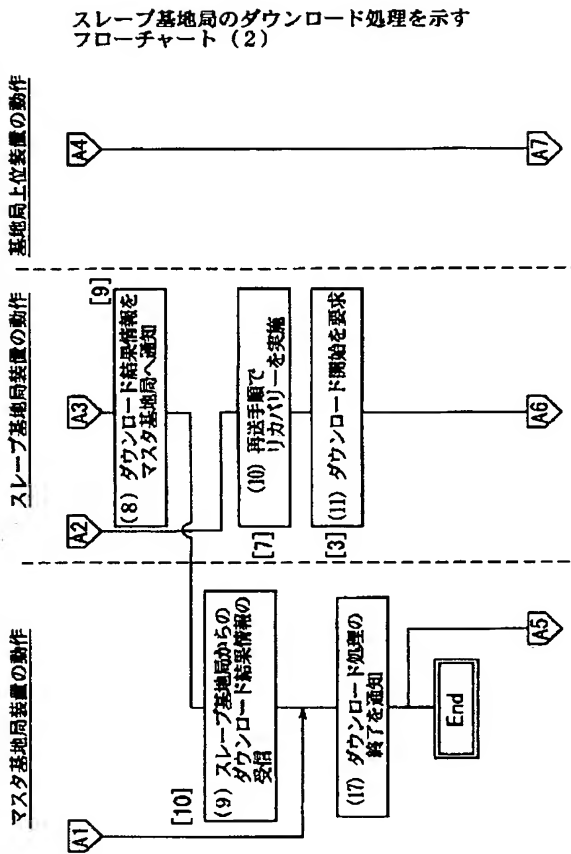 スレーブ基地局のダウンロード処理を示す
フローチャート（2）
マスタ基地局装置の動作
スレーブ基地局装置の動作
基地局上位装置の動作
A1
A2
A3
A4
[9]
(8) ダウンロード結果情報を
マスタ基地局へ通知
[10]
(9) スレーブ基地局からの
ダウンロード結果情報の
受信
[7]
(10) 再送手順で
リカバリーを実施
[3]
(11) ダウンロード開始を要求
(17) ダウンロード処理の
終了を通知
End
A5
A6
A7